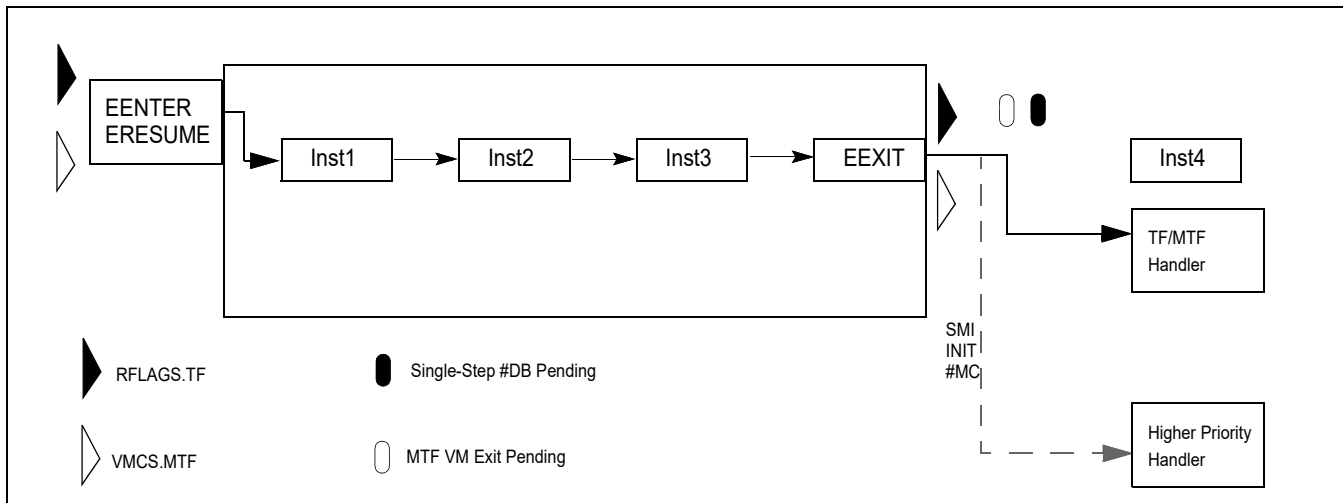 EENTER
ERESUME
Inst1
Inst2
Inst3
EEXIT
Inst4
TF/MTF
Handler
SMI
INIT
#MC
RFLAGS.TF
Single-Step #DB Pending
Higher Priority
Handler
VMCS.MTF
MTF VM Exit Pending